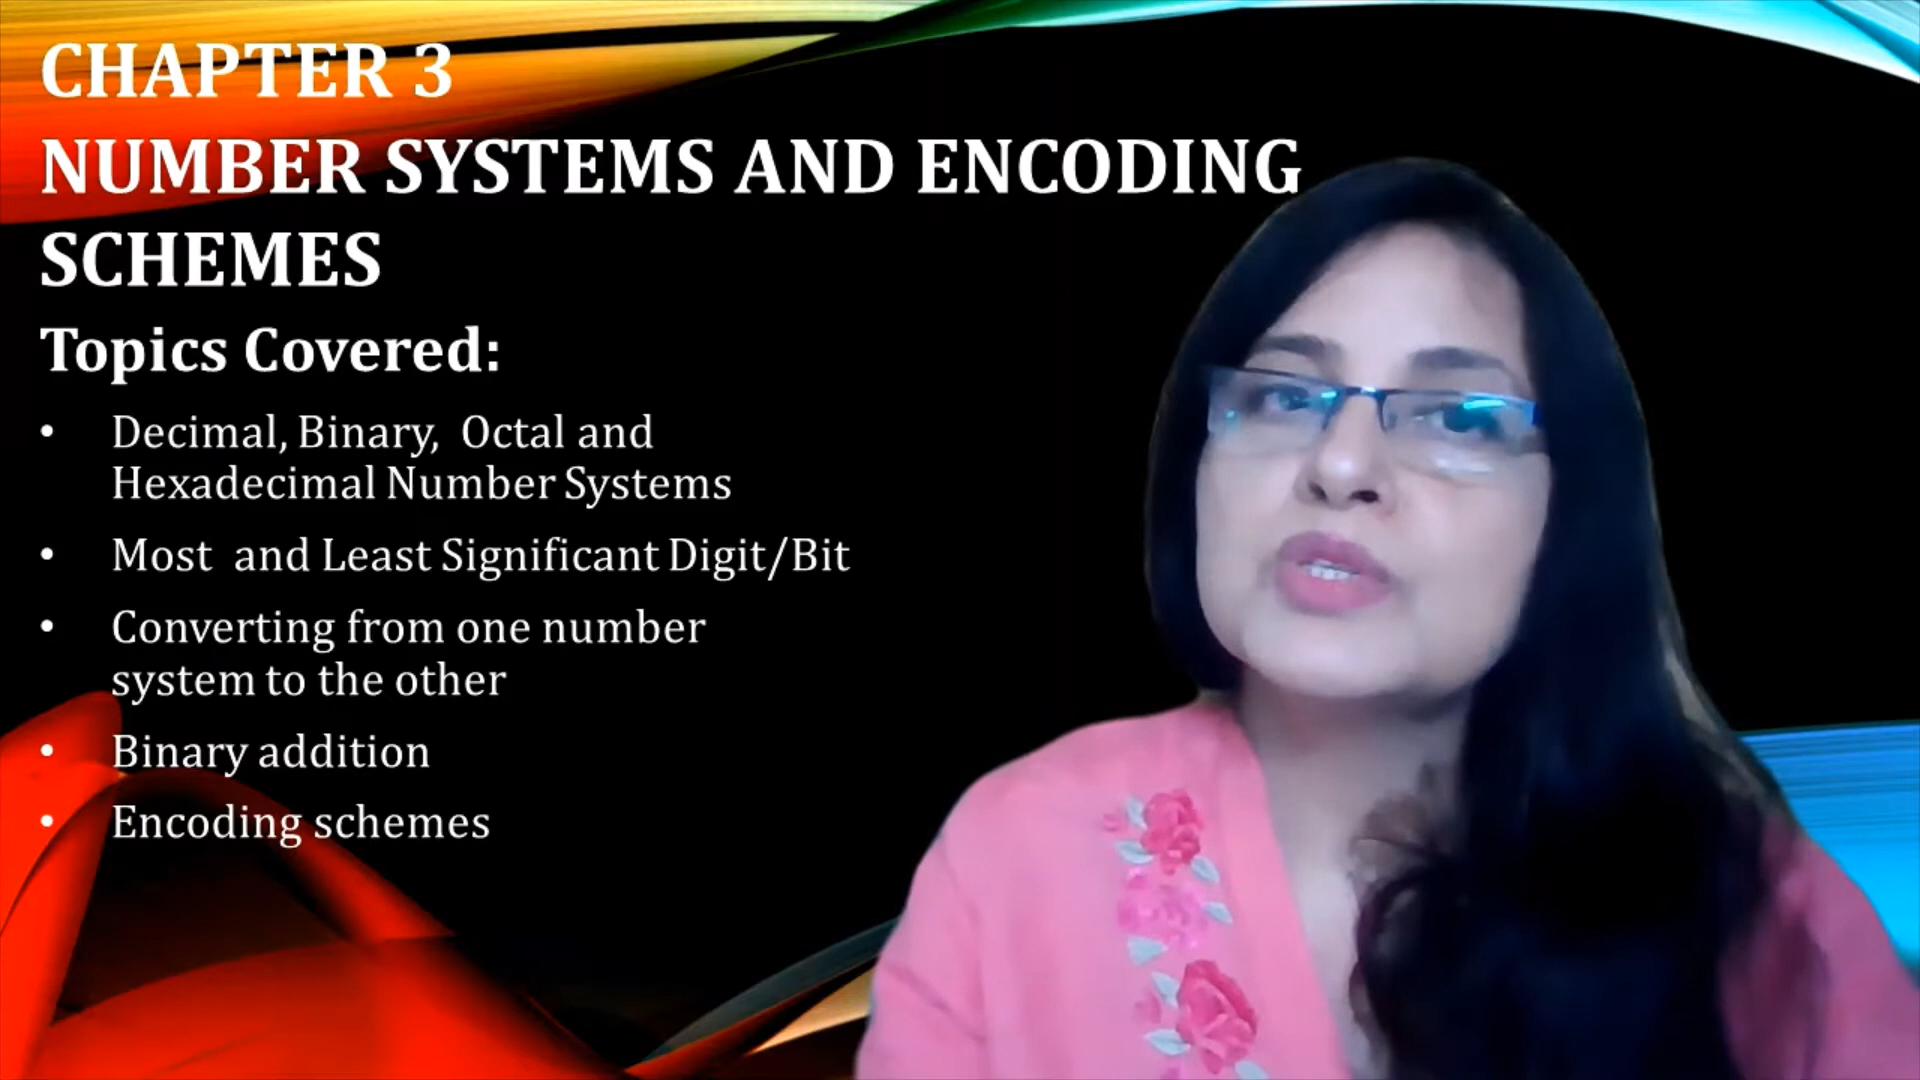 CHAPTER 3
NUMBER SYSTEMS AND ENCODING
SCHEMES
Topics Covered:
• Decimal, Binary, Octal and
Hexadecimal Number Systems
• Most and Least Significant Digit/Bit
• Converting from one number
system to the other
• Binary addition
• Encoding schemes